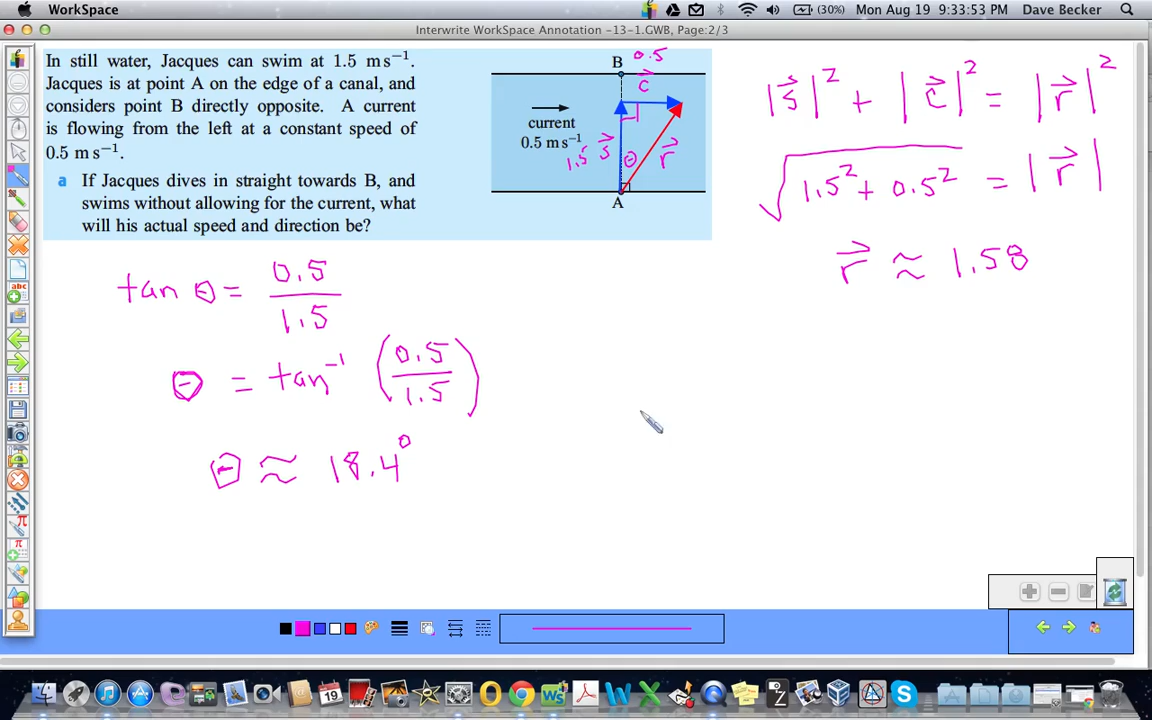 WorkSpace (30%) Mon Aug 19 9:33:53 PM Dave Becker
Interwrite WorkSpace Annotation -13-1.GWB, Page:2/3
In still water, Jacques can swim at 1.5 m s⁻¹.
Jacques is at point A on the edge of a canal, and
considers point B directly opposite. A current
is flowing from the left at a constant speed of
0.5 m s⁻¹.
a If Jacques dives in straight towards B, and
swims without allowing for the current, what
will his actual speed and direction be?
0.5
B
c⃗
current
0.5 m s⁻¹
1.5 s⃗ θ r⃗
A
|s⃗|² + |c⃗|² = |r⃗|²
√(1.5² + 0.5²) = |r⃗|
r⃗ ≈ 1.58
tan θ = 0.5/1.5
θ = tan⁻¹ (0.5/1.5)
θ ≈ 18.4°